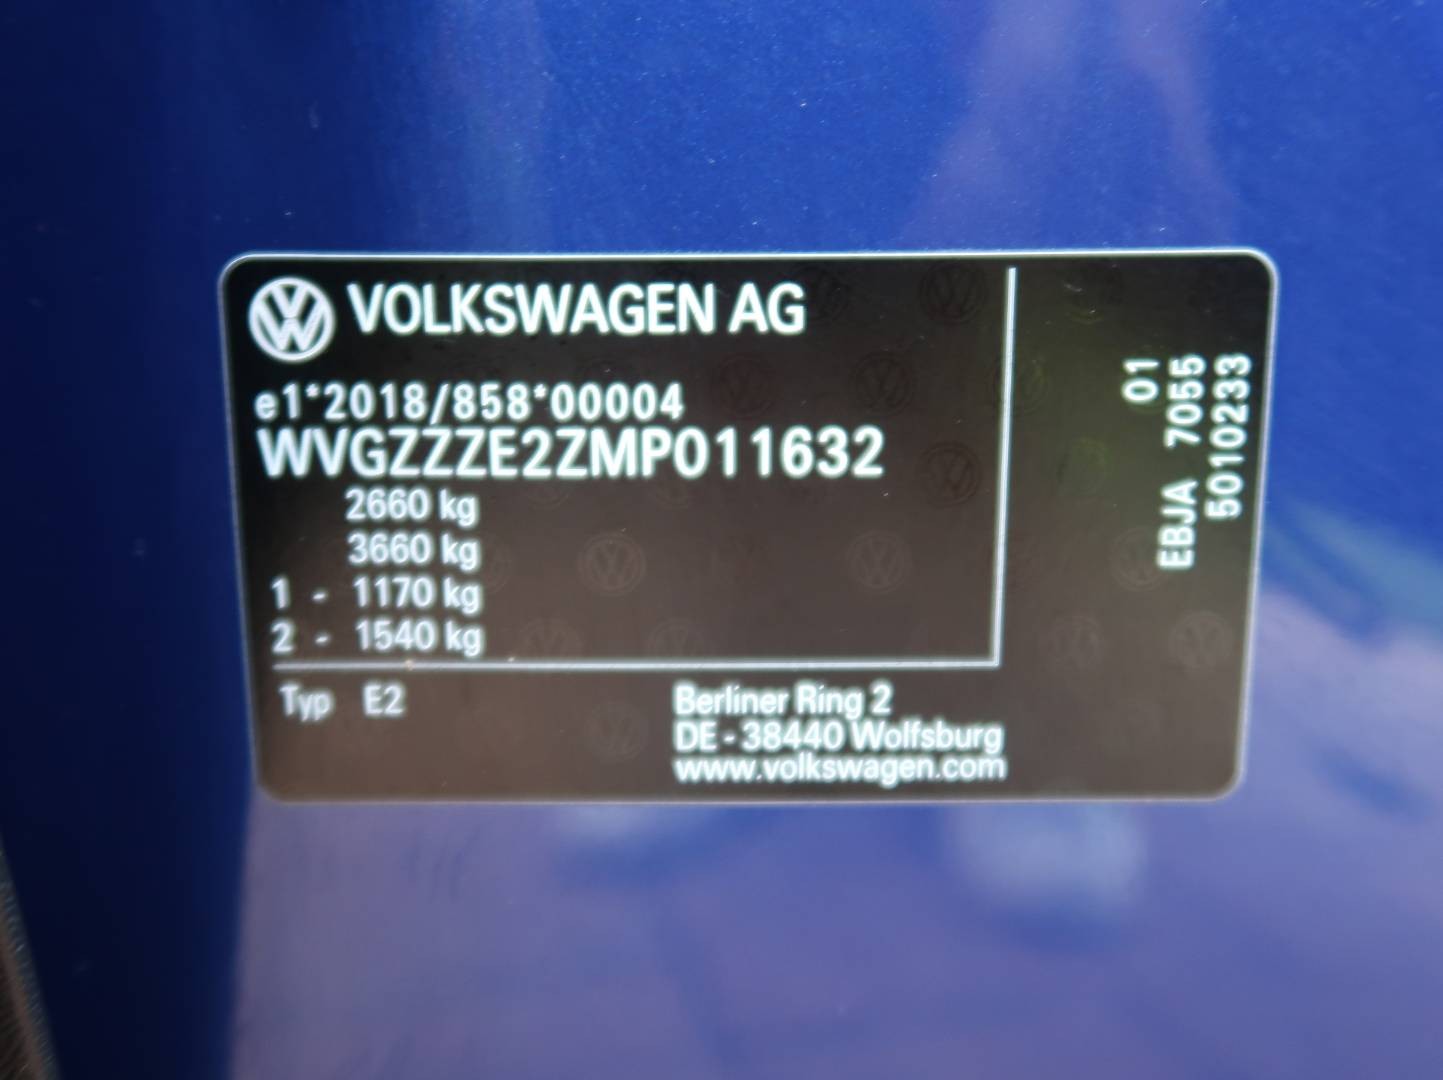 VOLKSWAGEN AG
e1*2018/858*00004
WVGZZZE2ZMP011632
2660 kg
3660 kg
1 - 1170 kg
2 - 1540 kg
Typ E2
Berliner Ring 2
DE - 38440 Wolfsburg
www.volkswagen.com
01
EBJA 7055
5010233